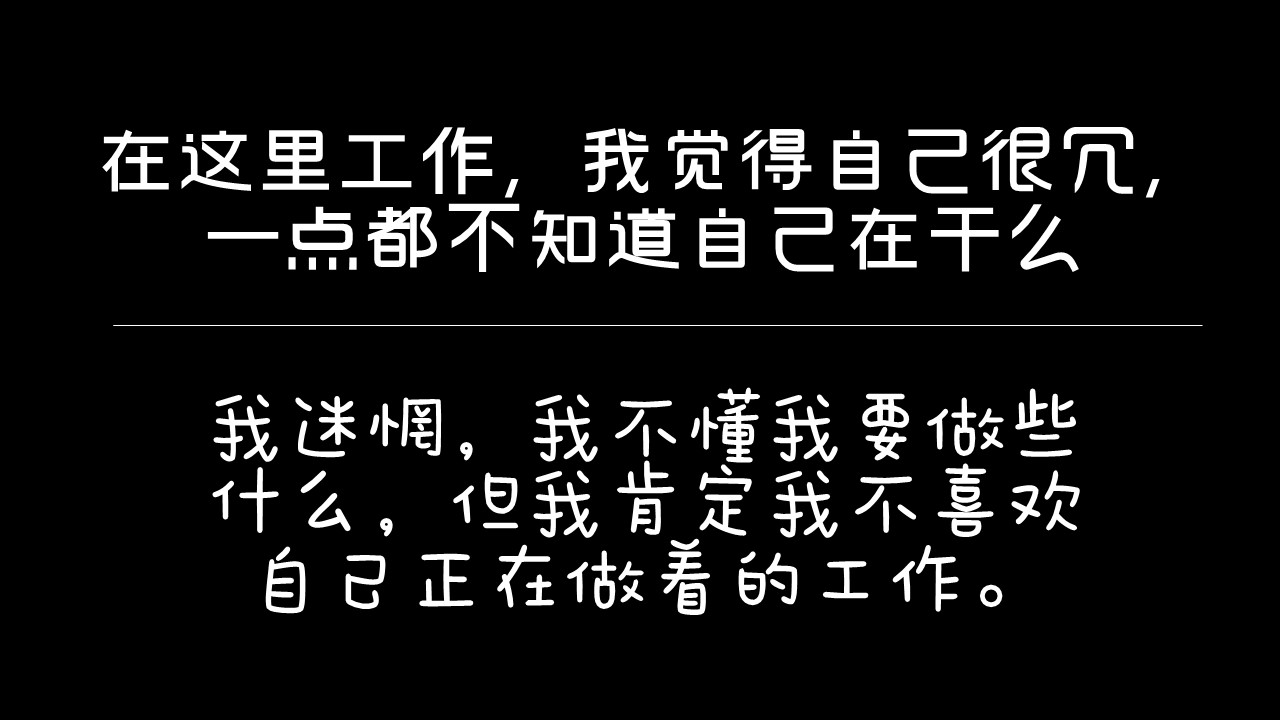 在这里工作,我觉得自己很冗,
一点都不知道自己在干么
我迷惘,我不懂我要做些
什么,但我肯定我不喜欢
自己正在做着的工作。